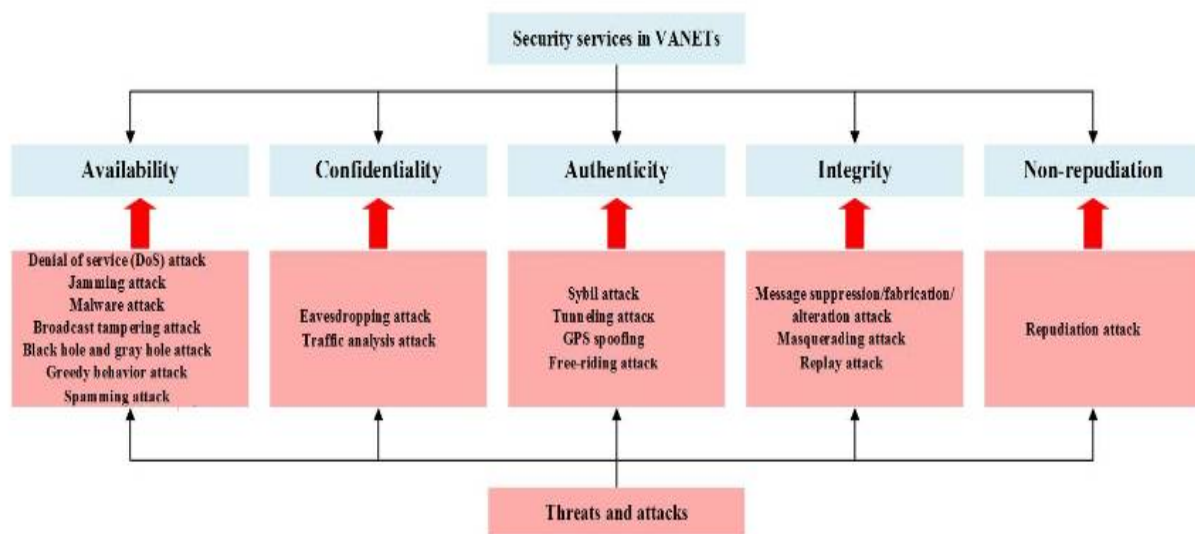 Security services in VANETs
Availability
Confidentiality
Authenticity
Integrity
Non-repudiation
Denial of service (DoS) attack
Jamming attack
Malware attack
Broadcast tampering attack
Black hole and gray hole attack
Greedy behavior attack
Spamming attack
Eavesdropping attack
Traffic analysis attack
Sybil attack
Tunneling attack
GPS spoofing
Free-riding attack
Message suppression/fabrication/
alteration attack
Masquerading attack
Replay attack
Repudiation attack
Threats and attacks